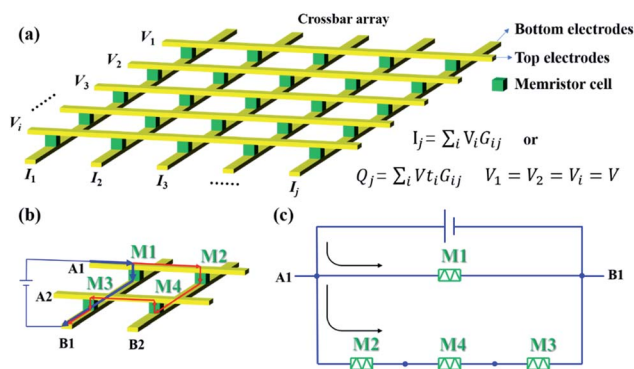 Crossbar array
(a)
Bottom electrodes
Top electrodes
Memristor cell
V1
V2
V3
......
Vi
I1
I2
I3
......
Ij
Ij= ∑i ViGij or
Qj= ∑i VtiGij V1 = V2 = Vi = V
(b)
A1
M1
M2
A2
M3
M4
B1
B2
(c)
A1
M1
B1
M2
M4
M3